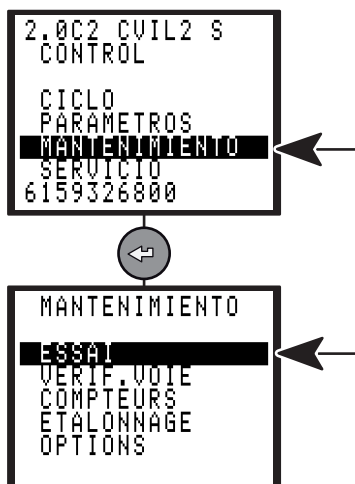 2.0C2 CVIL2 S
CONTROL
CICLO
PARAMETROS
MANTENIMIENTO
SERVICIO
6159326800
MANTENIMIENTO
ESSAI
VERIF.VOIE
COMPTEURS
ETALONNAGE
OPTIONS